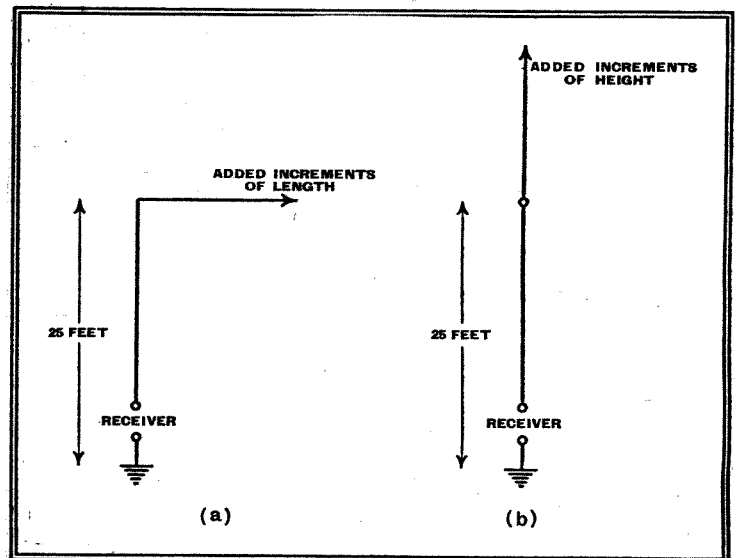 ADDED INCREMENTS
OF LENGTH
25 FEET
RECEIVER
(a)
ADDED INCREMENTS
OF HEIGHT
25 FEET
RECEIVER
(b)